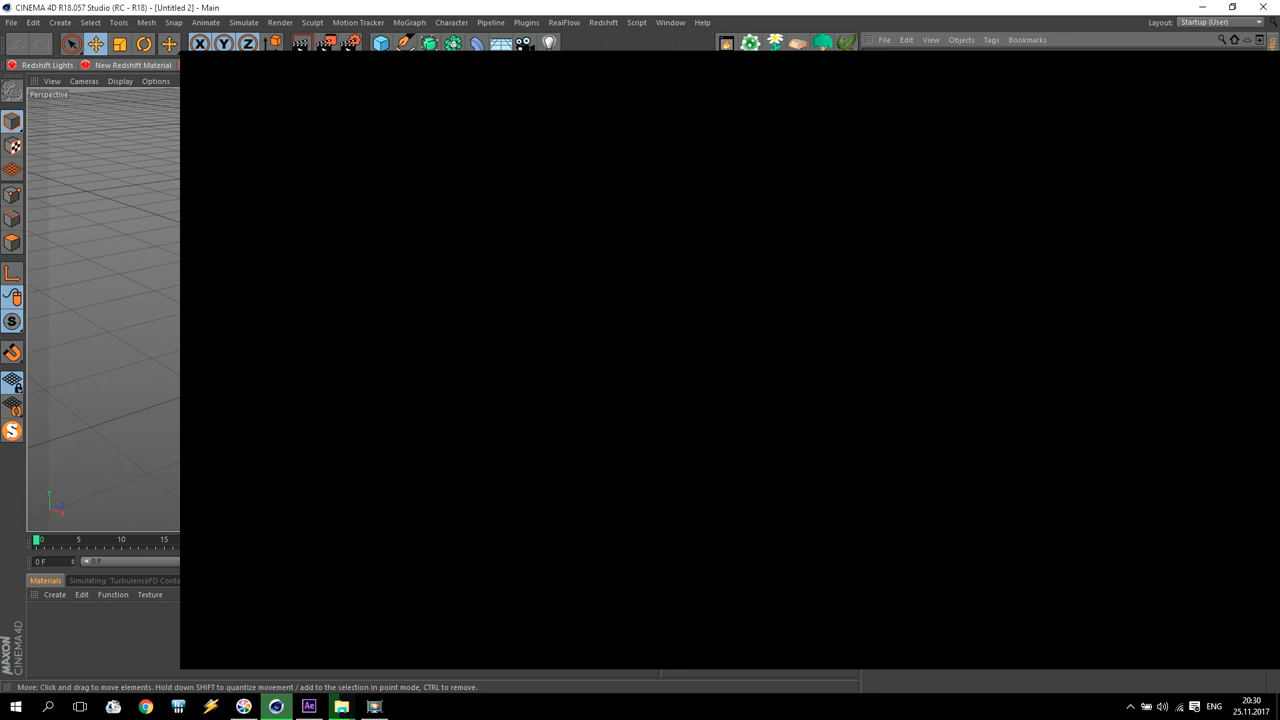 CINEMA 4D R18.057 Studio (RC - R18) - [Untitled 2] - Main
File Edit Create Select Tools Mesh Snap Animate Simulate Render Sculpt Motion Tracker MoGraph Character Pipeline Plugins RealFlow Redshift Script Window Help
Layout: Startup (User)
X Y Z
File Edit View Objects Tags Bookmarks
Redshift Lights New Redshift Material
View Cameras Display Options
Perspective
S
S
Y
Z
X
0 5 10 15
0 F
0 F
Materials Simulating "TurbulenceFD Conta
Create Edit Function Texture
MAXON
CINEMA 4D
Move: Click and drag to move elements. Hold down SHIFT to quantize movement / add to the selection in point mode, CTRL to remove.
Ae
ENG
20:30
25.11.2017